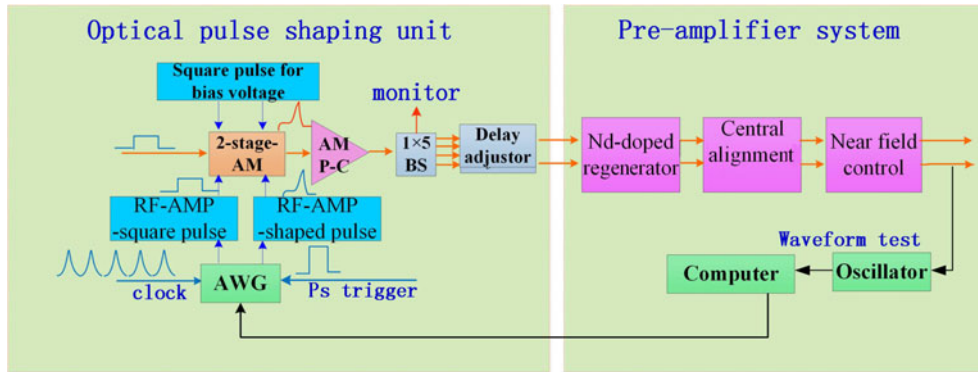 Optical pulse shaping unit
Pre-amplifier system
Square pulse for
bias voltage
monitor
2-stage-
AM
AM
P-C
1×5
BS
Delay
adjustor
Nd-doped
regenerator
Central
alignment
Near field
control
RF-AMP
-square pulse
RF-AMP
-shaped pulse
Waveform test
AWG
clock
Ps trigger
Computer
Oscillator